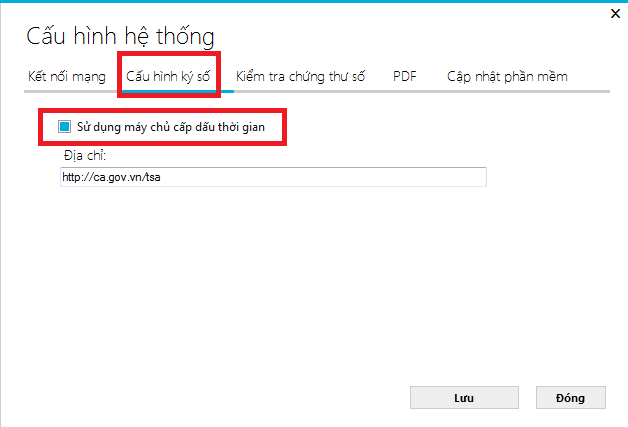 Cấu hình hệ thống
Kết nối mạng Cấu hình ký số Kiểm tra chứng thư số PDF Cập nhật phần mềm
Sử dụng máy chủ cấp dấu thời gian
Địa chỉ:
http://ca.gov.vn/tsa
Lưu Đóng